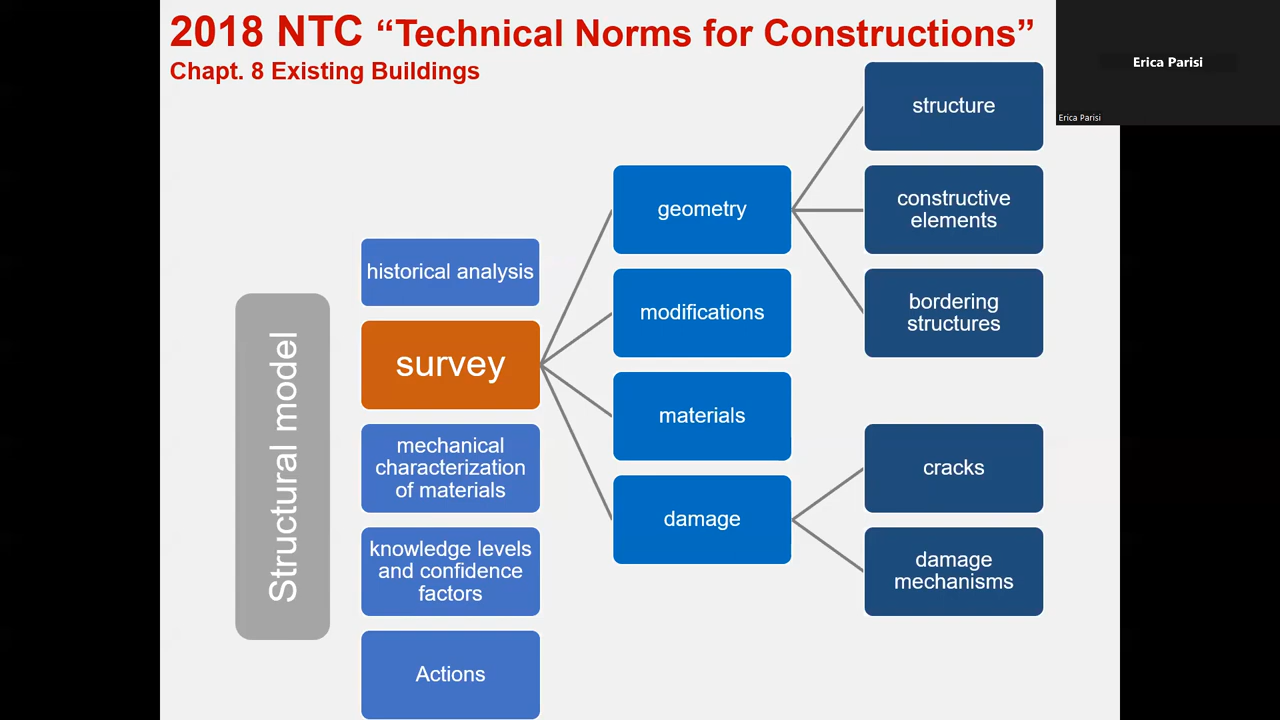 2018 NTC “Technical Norms for Constructions”
Chapt. 8 Existing Buildings
Erica Parisi
Erica Parisi
Structural model
historical analysis
survey
mechanical
characterization
of materials
knowledge levels
and confidence
factors
Actions
geometry
modifications
materials
damage
structure
constructive
elements
bordering
structures
cracks
damage
mechanisms